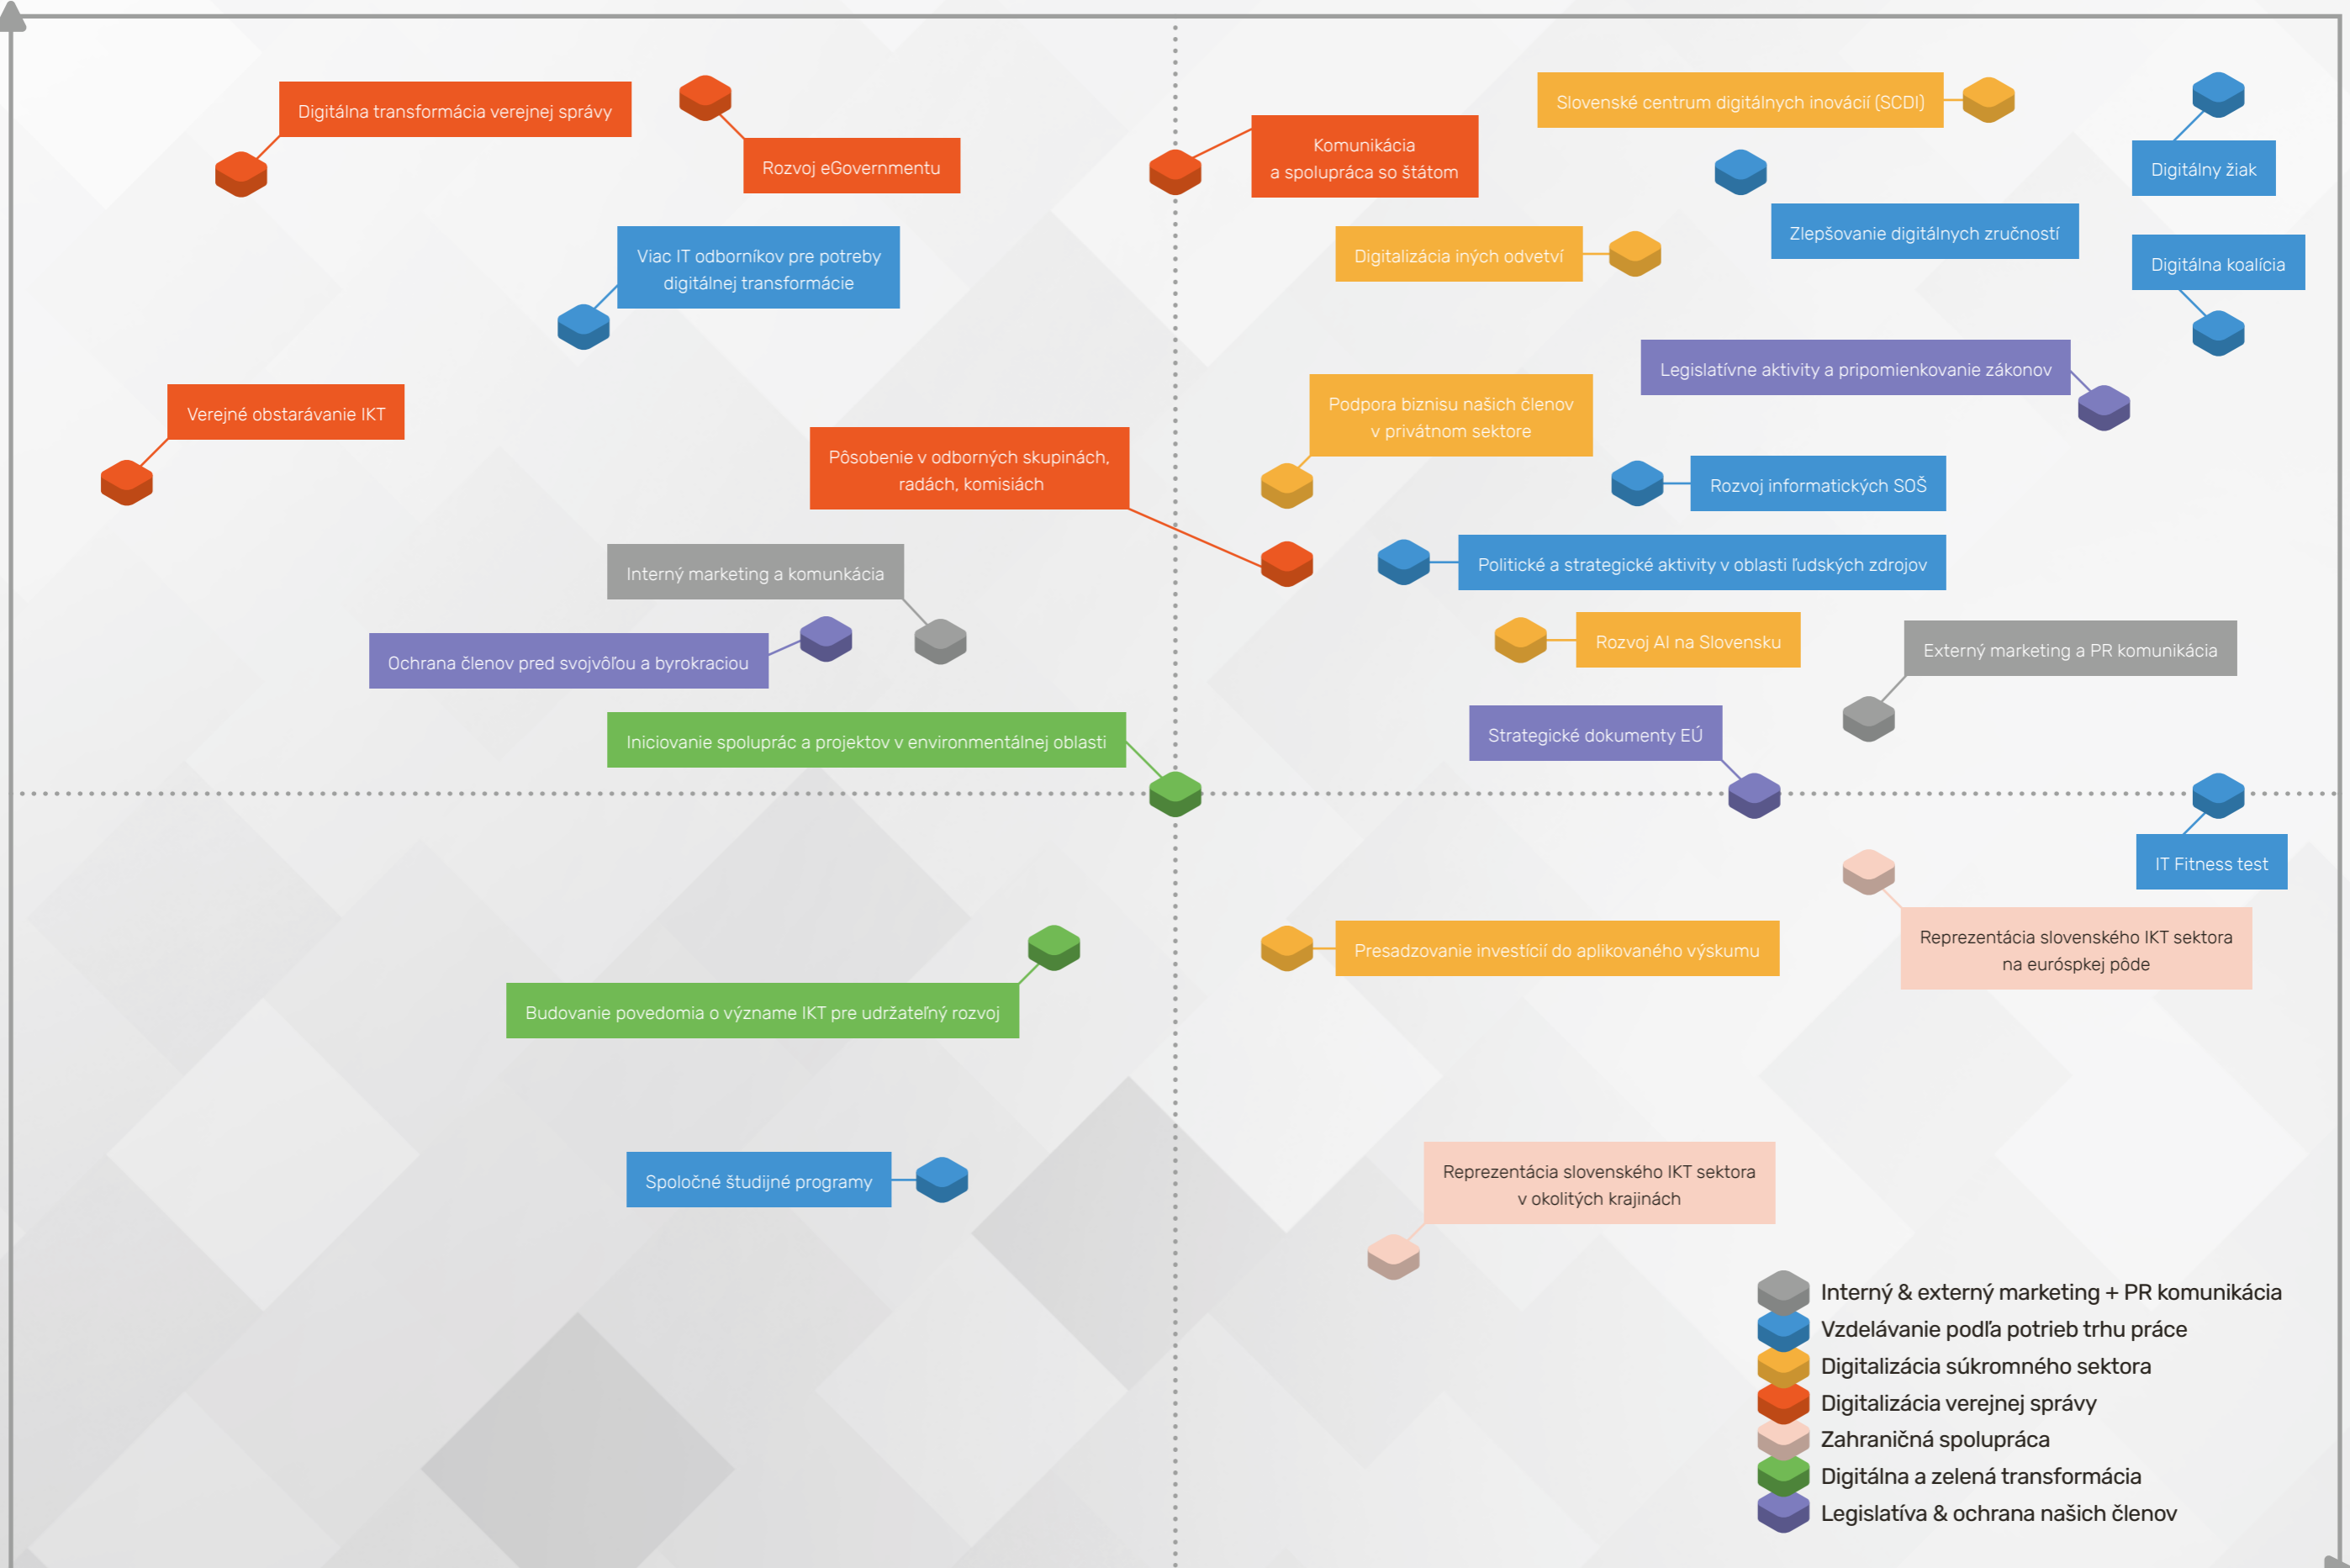 Digitálna transformácia verejnej správy
Rozvoj eGovernmentu
Komunikácia
a spolupráca so štátom
Slovenské centrum digitálnych inovácií (SCDI)
Digitálny žiak
Zlepšovanie digitálnych zručností
Viac IT odborníkov pre potreby
digitálnej transformácie
Digitalizácia iných odvetví
Digitálna koalícia
Legislatívne aktivity a pripomienkovanie zákonov
Verejné obstarávanie IKT
Podpora biznisu našich členov
v privátnom sektore
Pôsobenie v odborných skupinách,
radách, komisiách
Rozvoj informatických SOŠ
Interný marketing a komunkácia
Politické a strategické aktivity v oblasti ľudských zdrojov
Rozvoj AI na Slovensku
Externý marketing a PR komunikácia
Ochrana členov pred svojvôľou a byrokraciou
Iniciovanie spoluprác a projektov v environmentálnej oblasti
Strategické dokumenty EÚ
IT Fitness test
Reprezentácia slovenského IKT sektora
na euróspkej pôde
Presadzovanie investícií do aplikovaného výskumu
Budovanie povedomia o význame IKT pre udržateľný rozvoj
Spoločné študijné programy
Reprezentácia slovenského IKT sektora
v okolitých krajinách
Interný & externý marketing + PR komunikácia
Vzdelávanie podľa potrieb trhu práce
Digitalizácia súkromného sektora
Digitalizácia verejnej správy
Zahraničná spolupráca
Digitálna a zelená transformácia
Legislatíva & ochrana našich členov